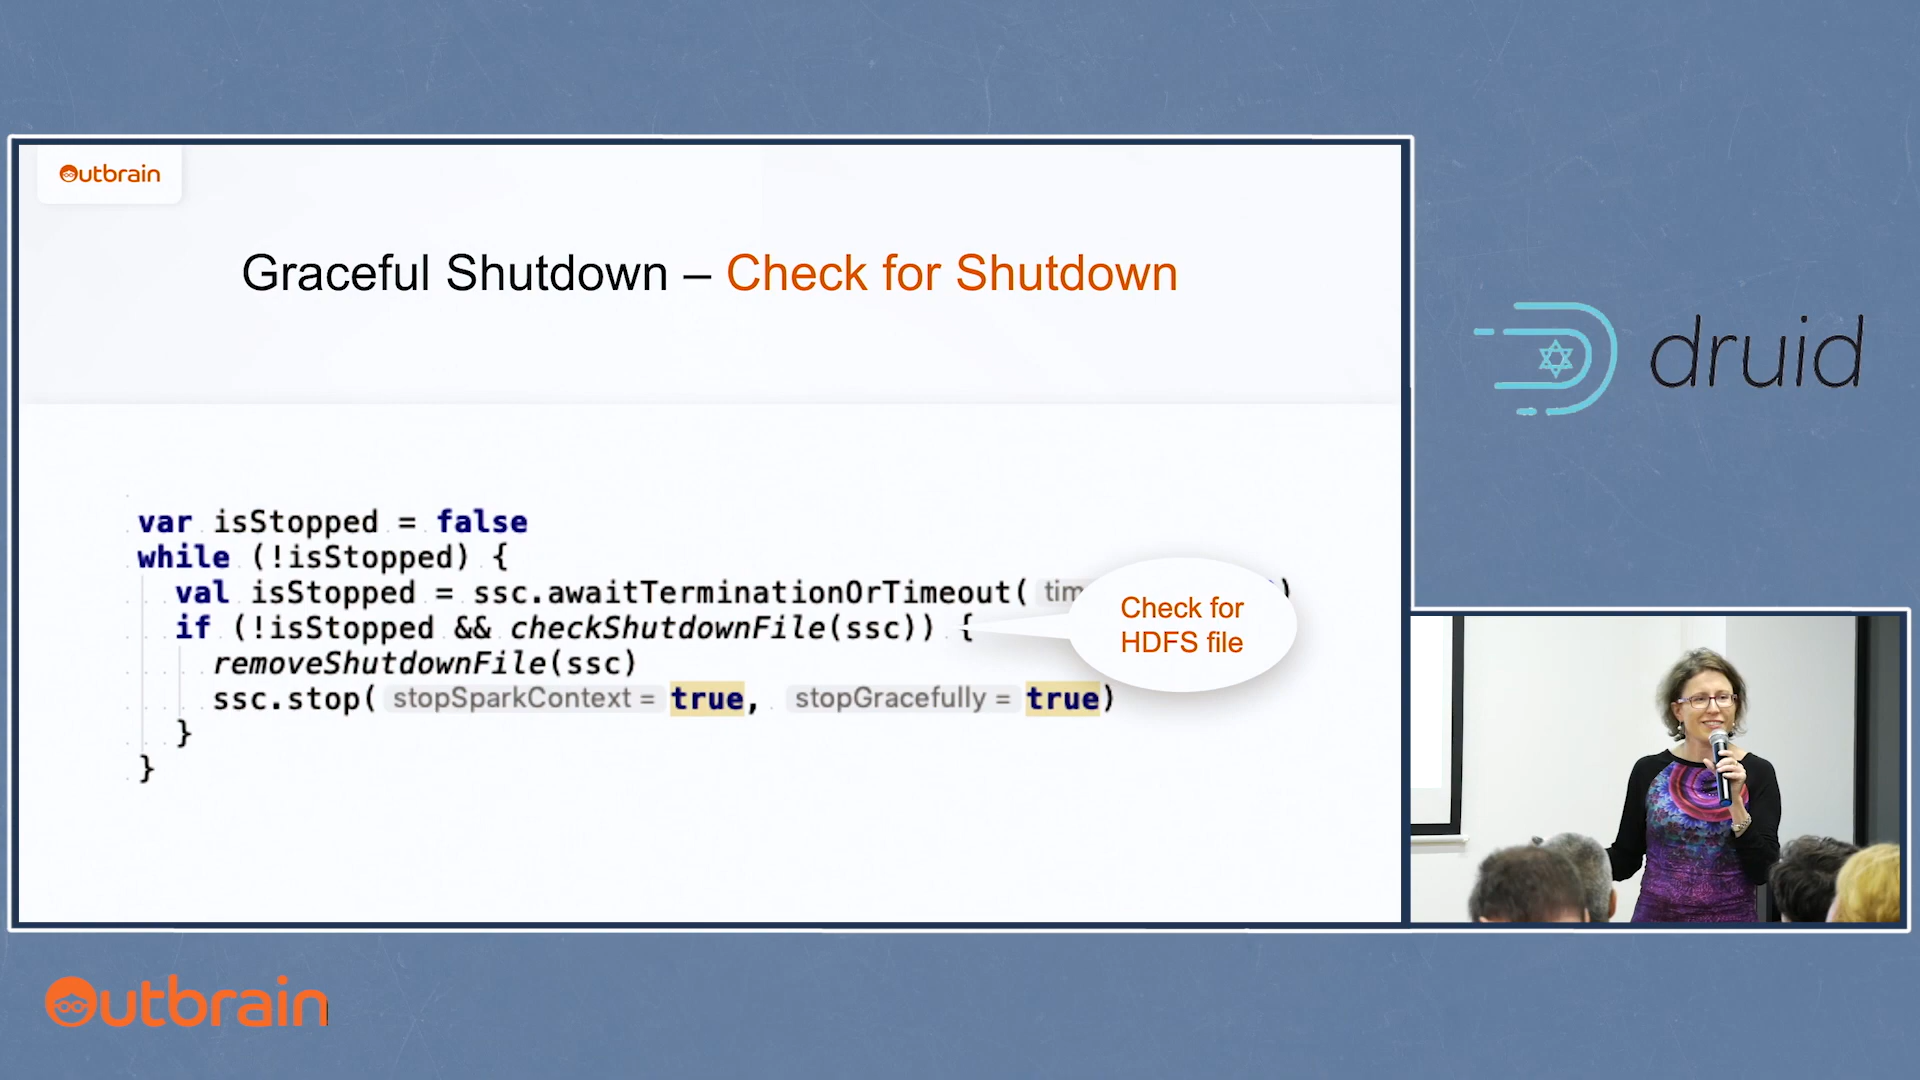 Outbrain
Graceful Shutdown – Check for Shutdown
var isStopped = false
while (!isStopped) {
val isStopped = ssc.awaitTerminationOrTimeout( )
if (!isStopped && checkShutdownFile(ssc)) {
removeShutdownFile(ssc)
ssc.stop( stopSparkContext = true, stopGracefully = true)
}
}
Check for
HDFS file
druid
Outbrain